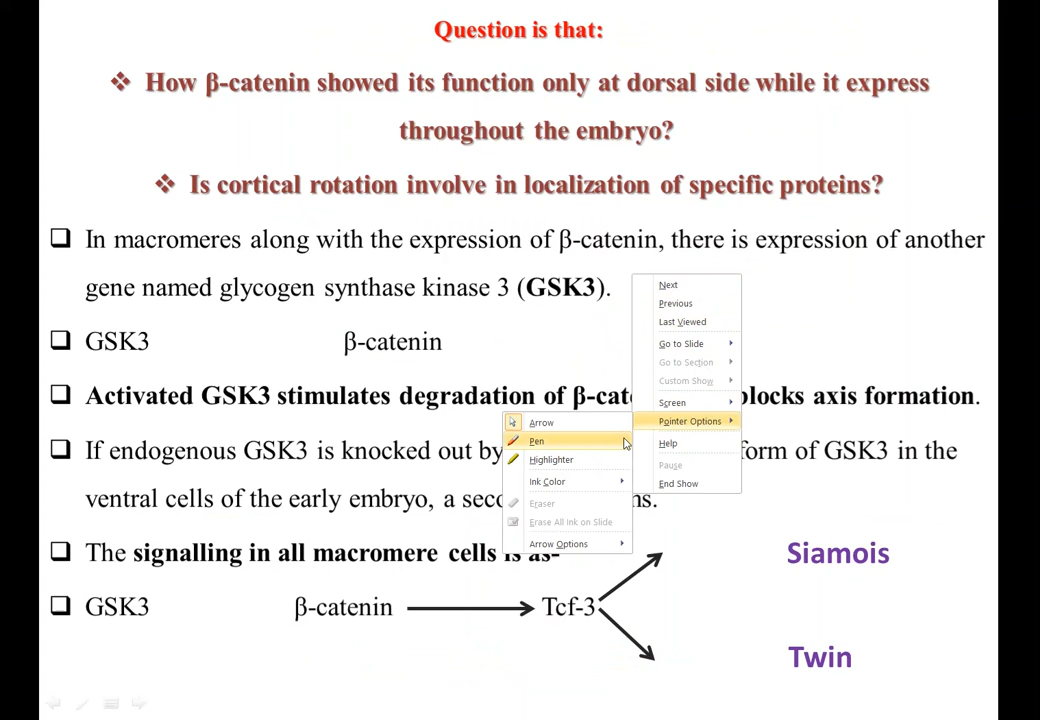 Question is that:
❖ How β-catenin showed its function only at dorsal side while it express
throughout the embryo?
❖ Is cortical rotation involve in localization of specific proteins?
❑ In macromeres along with the expression of β-catenin, there is expression of another
gene named glycogen synthase kinase 3 (GSK3).
❑ GSK3 β-catenin
❑ Activated GSK3 stimulates degradation of β-cat locks axis formation.
❑ If endogenous GSK3 is knocked out by form of GSK3 in the
ventral cells of the early embryo, a
❑ The signalling in all macromere cells is as-
❑ GSK3 β-catenin Tcf-3
Siamois
Twin
Next
Previous
Last Viewed
Go to Slide
Go to Section
Custom Show
Screen
Pointer Options
Help
Pause
End Show
Arrow
Pen
Highlighter
Ink Color
Eraser
Erase All Ink on Slide
Arrow Options